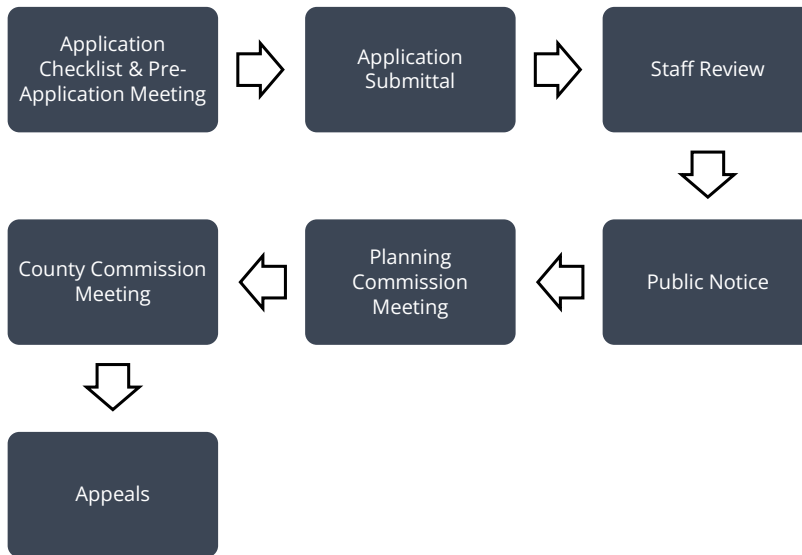 Application
Checklist & Pre-
Application Meeting
Application
Submittal
Staff Review
Public Notice
Planning
Commission
Meeting
County Commission
Meeting
Appeals